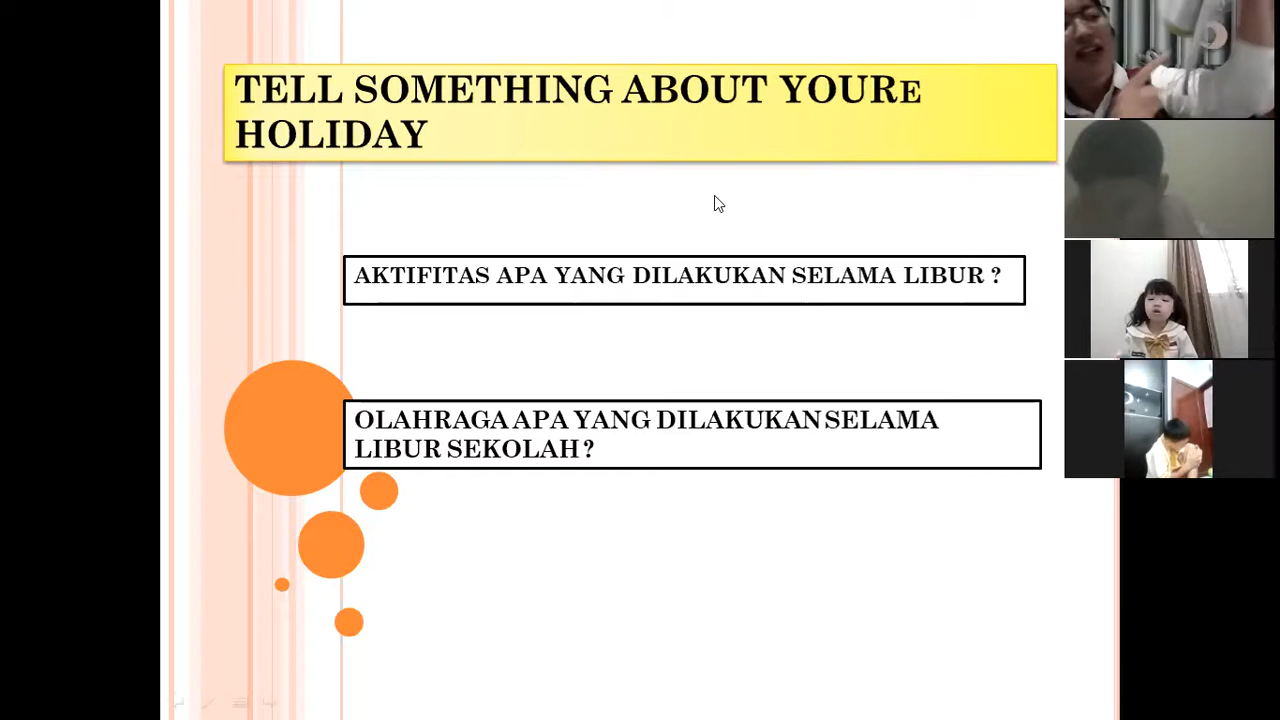 TELL SOMETHING ABOUT YOURE
HOLIDAY
AKTIFITAS APA YANG DILAKUKAN SELAMA LIBUR ?
OLAHRAGA APA YANG DILAKUKAN SELAMA
LIBUR SEKOLAH ?